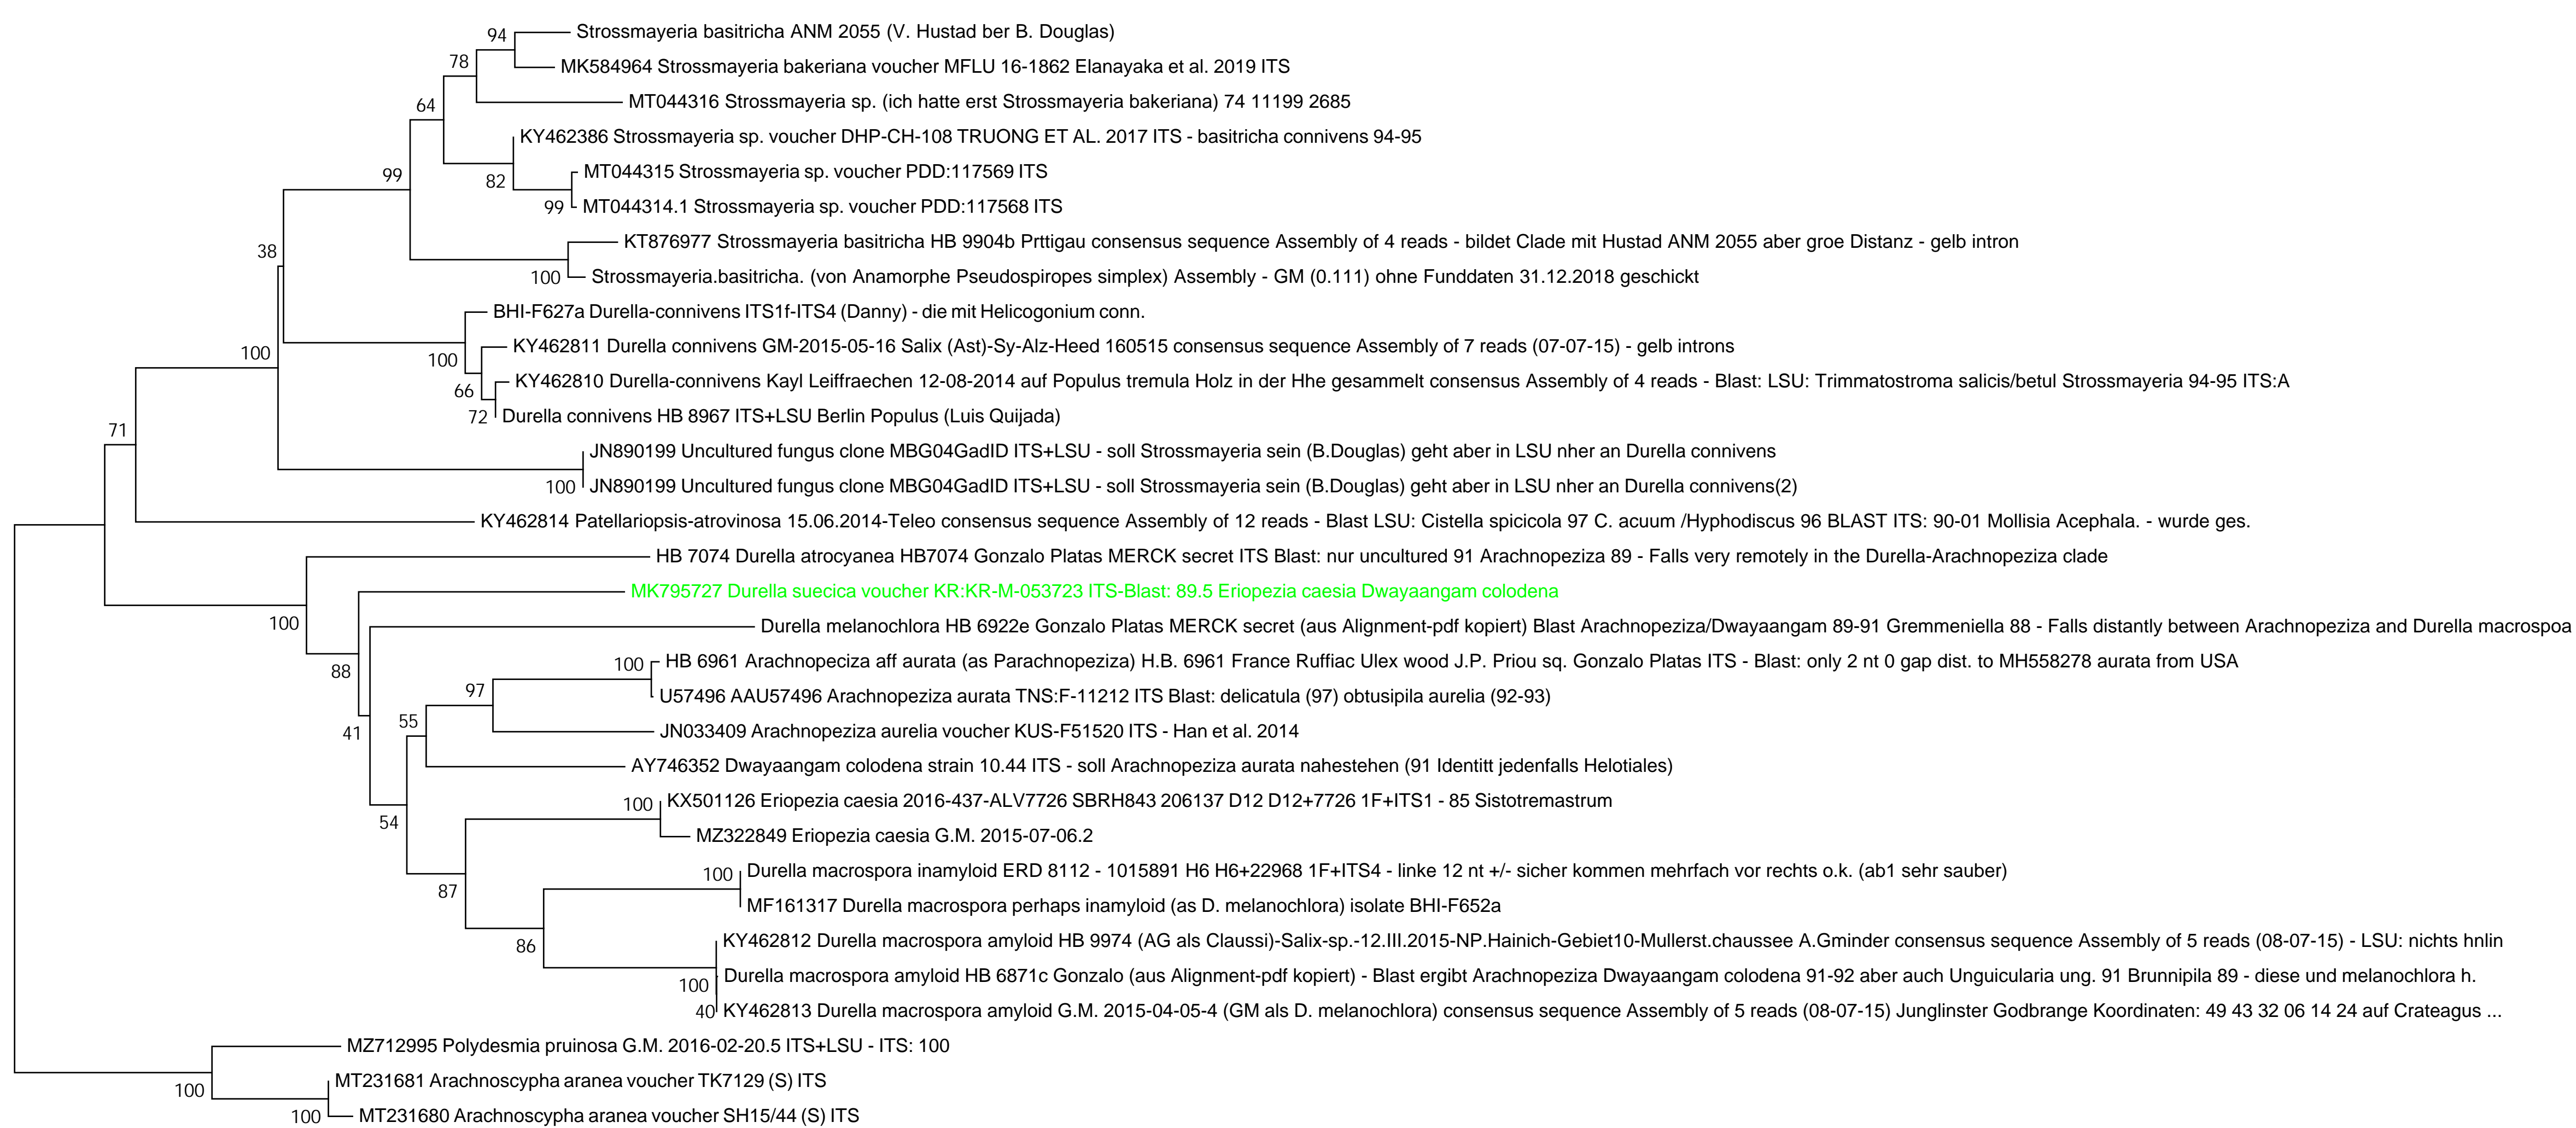 94
Strossmayeria basitricha ANM 2055 (V. Hustad ber B. Douglas)
78
MK584964 Strossmayeria bakeriana voucher MFLU 16-1862 Elanayaka et al. 2019 ITS
64
MT044316 Strossmayeria sp. (ich hatte erst Strossmayeria bakeriana) 74 11199 2685
KY462386 Strossmayeria sp. voucher DHP-CH-108 TRUONG ET AL. 2017 ITS - basitricha connivens 94-95
99
82
MT044315 Strossmayeria sp. voucher PDD:117569 ITS
99
MT044314.1 Strossmayeria sp. voucher PDD:117568 ITS
38
KT876977 Strossmayeria basitricha HB 9904b Prttigau consensus sequence Assembly of 4 reads - bildet Clade mit Hustad ANM 2055 aber groe Distanz - gelb intron
100
Strossmayeria.basitricha. (von Anamorphe Pseudospiropes simplex) Assembly - GM (0.111) ohne Funddaten 31.12.2018 geschickt
BHI-F627a Durella-connivens ITS1f-ITS4 (Danny) - die mit Helicogonium conn.
100
100
KY462811 Durella connivens GM-2015-05-16 Salix (Ast)-Sy-Alz-Heed 160515 consensus sequence Assembly of 7 reads (07-07-15) - gelb introns
66
KY462810 Durella-connivens Kayl Leiffraechen 12-08-2014 auf Populus tremula Holz in der Hhe gesammelt consensus Assembly of 4 reads - Blast: LSU: Trimmatostroma salicis/betul Strossmayeria 94-95 ITS:A
72
Durella connivens HB 8967 ITS+LSU Berlin Populus (Luis Quijada)
71
JN890199 Uncultured fungus clone MBG04GadID ITS+LSU - soll Strossmayeria sein (B.Douglas) geht aber in LSU nher an Durella connivens
100
JN890199 Uncultured fungus clone MBG04GadID ITS+LSU - soll Strossmayeria sein (B.Douglas) geht aber in LSU nher an Durella connivens(2)
KY462814 Patellariopsis-atrovinosa 15.06.2014-Teleo consensus sequence Assembly of 12 reads - Blast LSU: Cistella spicicola 97 C. acuum /Hyphodiscus 96 BLAST ITS: 90-01 Mollisia Acephala. - wurde ges.
HB 7074 Durella atrocyanea HB7074 Gonzalo Platas MERCK secret ITS Blast: nur uncultured 91 Arachnopeziza 89 - Falls very remotely in the Durella-Arachnopeziza clade
100
MK795727 Durella suecica voucher KR:KR-M-053723 ITS-Blast: 89.5 Eriopezia caesia Dwayaangam colodena
88
Durella melanochlora HB 6922e Gonzalo Platas MERCK secret (aus Alignment-pdf kopiert) Blast Arachnopeziza/Dwayaangam 89-91 Gremmeniella 88 - Falls distantly between Arachnopeziza and Durella macrospoa
41
100
HB 6961 Arachnopeciza aff aurata (as Parachnopeziza) H.B. 6961 France Ruffiac Ulex wood J.P. Priou sq. Gonzalo Platas ITS - Blast: only 2 nt 0 gap dist. to MH558278 aurata from USA
97
U57496 AAU57496 Arachnopeziza aurata TNS:F-11212 ITS Blast: delicatula (97) obtusipila aurelia (92-93)
55
JN033409 Arachnopeziza aurelia voucher KUS-F51520 ITS - Han et al. 2014
AY746352 Dwayaangam colodena strain 10.44 ITS - soll Arachnopeziza aurata nahestehen (91 Identitt jedenfalls Helotiales)
54
100
KX501126 Eriopezia caesia 2016-437-ALV7726 SBRH843 206137 D12 D12+7726 1F+ITS1 - 85 Sistotremastrum
MZ322849 Eriopezia caesia G.M. 2015-07-06.2
87
100
Durella macrospora inamyloid ERD 8112 - 1015891 H6 H6+22968 1F+ITS4 - linke 12 nt +/- sicher kommen mehrfach vor rechts o.k. (ab1 sehr sauber)
MF161317 Durella macrospora perhaps inamyloid (as D. melanochlora) isolate BHI-F652a
86
KY462812 Durella macrospora amyloid HB 9974 (AG als Claussi)-Salix-sp.-12.III.2015-NP.Hainich-Gebiet10-Mullerst.chaussee A.Gminder consensus sequence Assembly of 5 reads (08-07-15) - LSU: nichts hnlin
100
Durella macrospora amyloid HB 6871c Gonzalo (aus Alignment-pdf kopiert) - Blast ergibt Arachnopeziza Dwayaangam colodena 91-92 aber auch Unguicularia ung. 91 Brunnipila 89 - diese und melanochlora h.
40
KY462813 Durella macrospora amyloid G.M. 2015-04-05-4 (GM als D. melanochlora) consensus sequence Assembly of 5 reads (08-07-15) Junglinster Godbrange Koordinaten: 49 43 32 06 14 24 auf Crateagus ...
MZ712995 Polydesmia pruinosa G.M. 2016-02-20.5 ITS+LSU - ITS: 100
100
MT231681 Arachnoscypha aranea voucher TK7129 (S) ITS
100
MT231680 Arachnoscypha aranea voucher SH15/44 (S) ITS